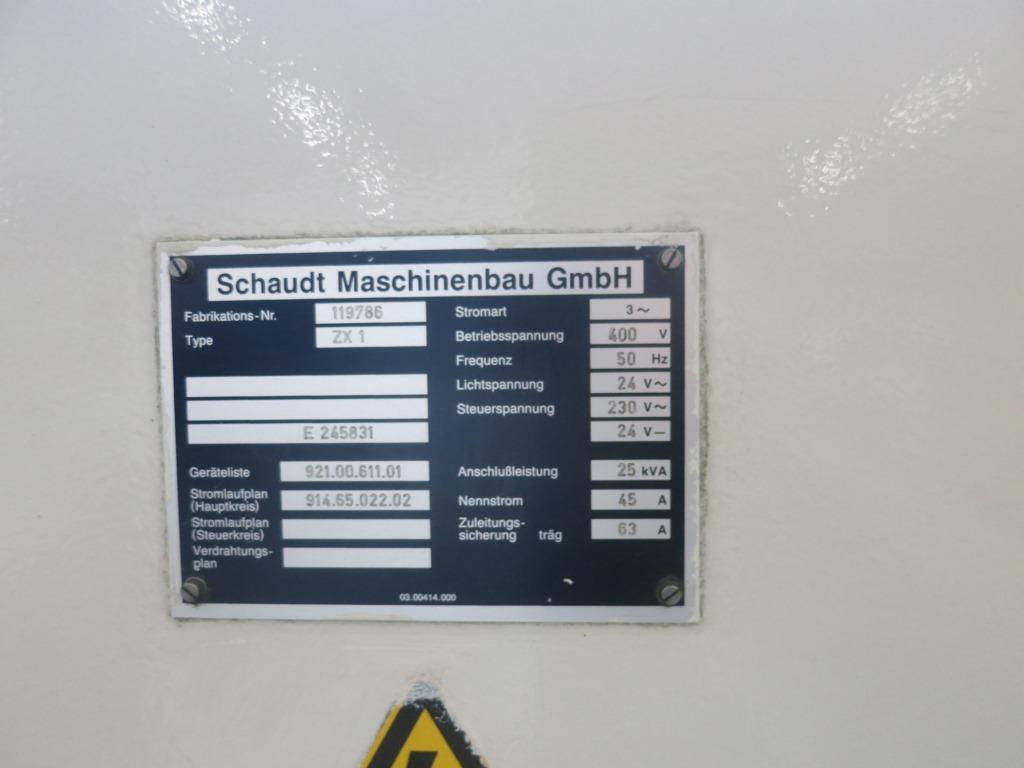 Schaudt Maschinenbau GmbH
Fabrikations-Nr. 119786
Type ZX 1
E 245831
Geräteliste 921.00.611.01
Stromlaufplan
(Hauptkreis) 914.65.022.02
Stromlaufplan
(Steuerkreis)
Verdrahtungs-
plan
Stromart 3~
Betriebsspannung 400 V
Frequenz 50 Hz
Lichtspannung 24 V~
Steuerspannung 230 V~
24 V–
Anschlußleistung 25 kVA
Nennstrom 45 A
Zuleitungs-
sicherung träg 63 A
03.00414.000